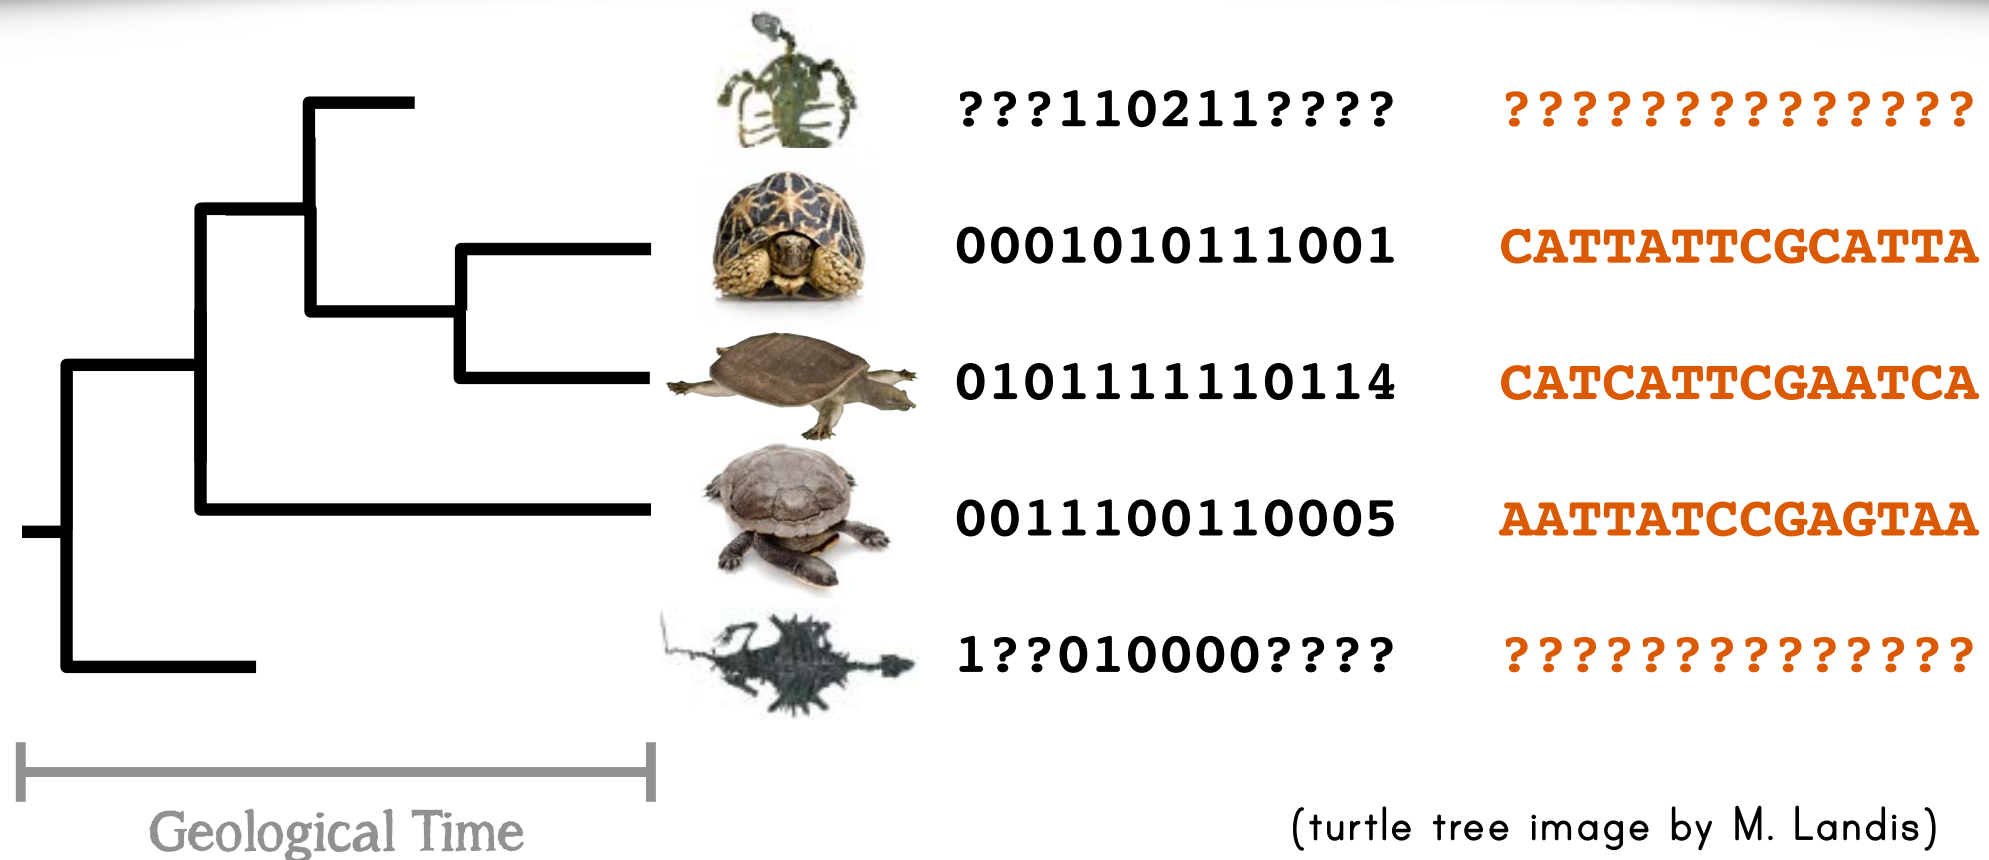 ???110211???? ??????????????
0001010111001 CATTATTCGCATTA
0101111110114 CATCATTCGAATCA
0011100110005 AATTATCCGAGTAA
1??010000???? ??????????????
Geological Time
(turtle tree image by M. Landis)